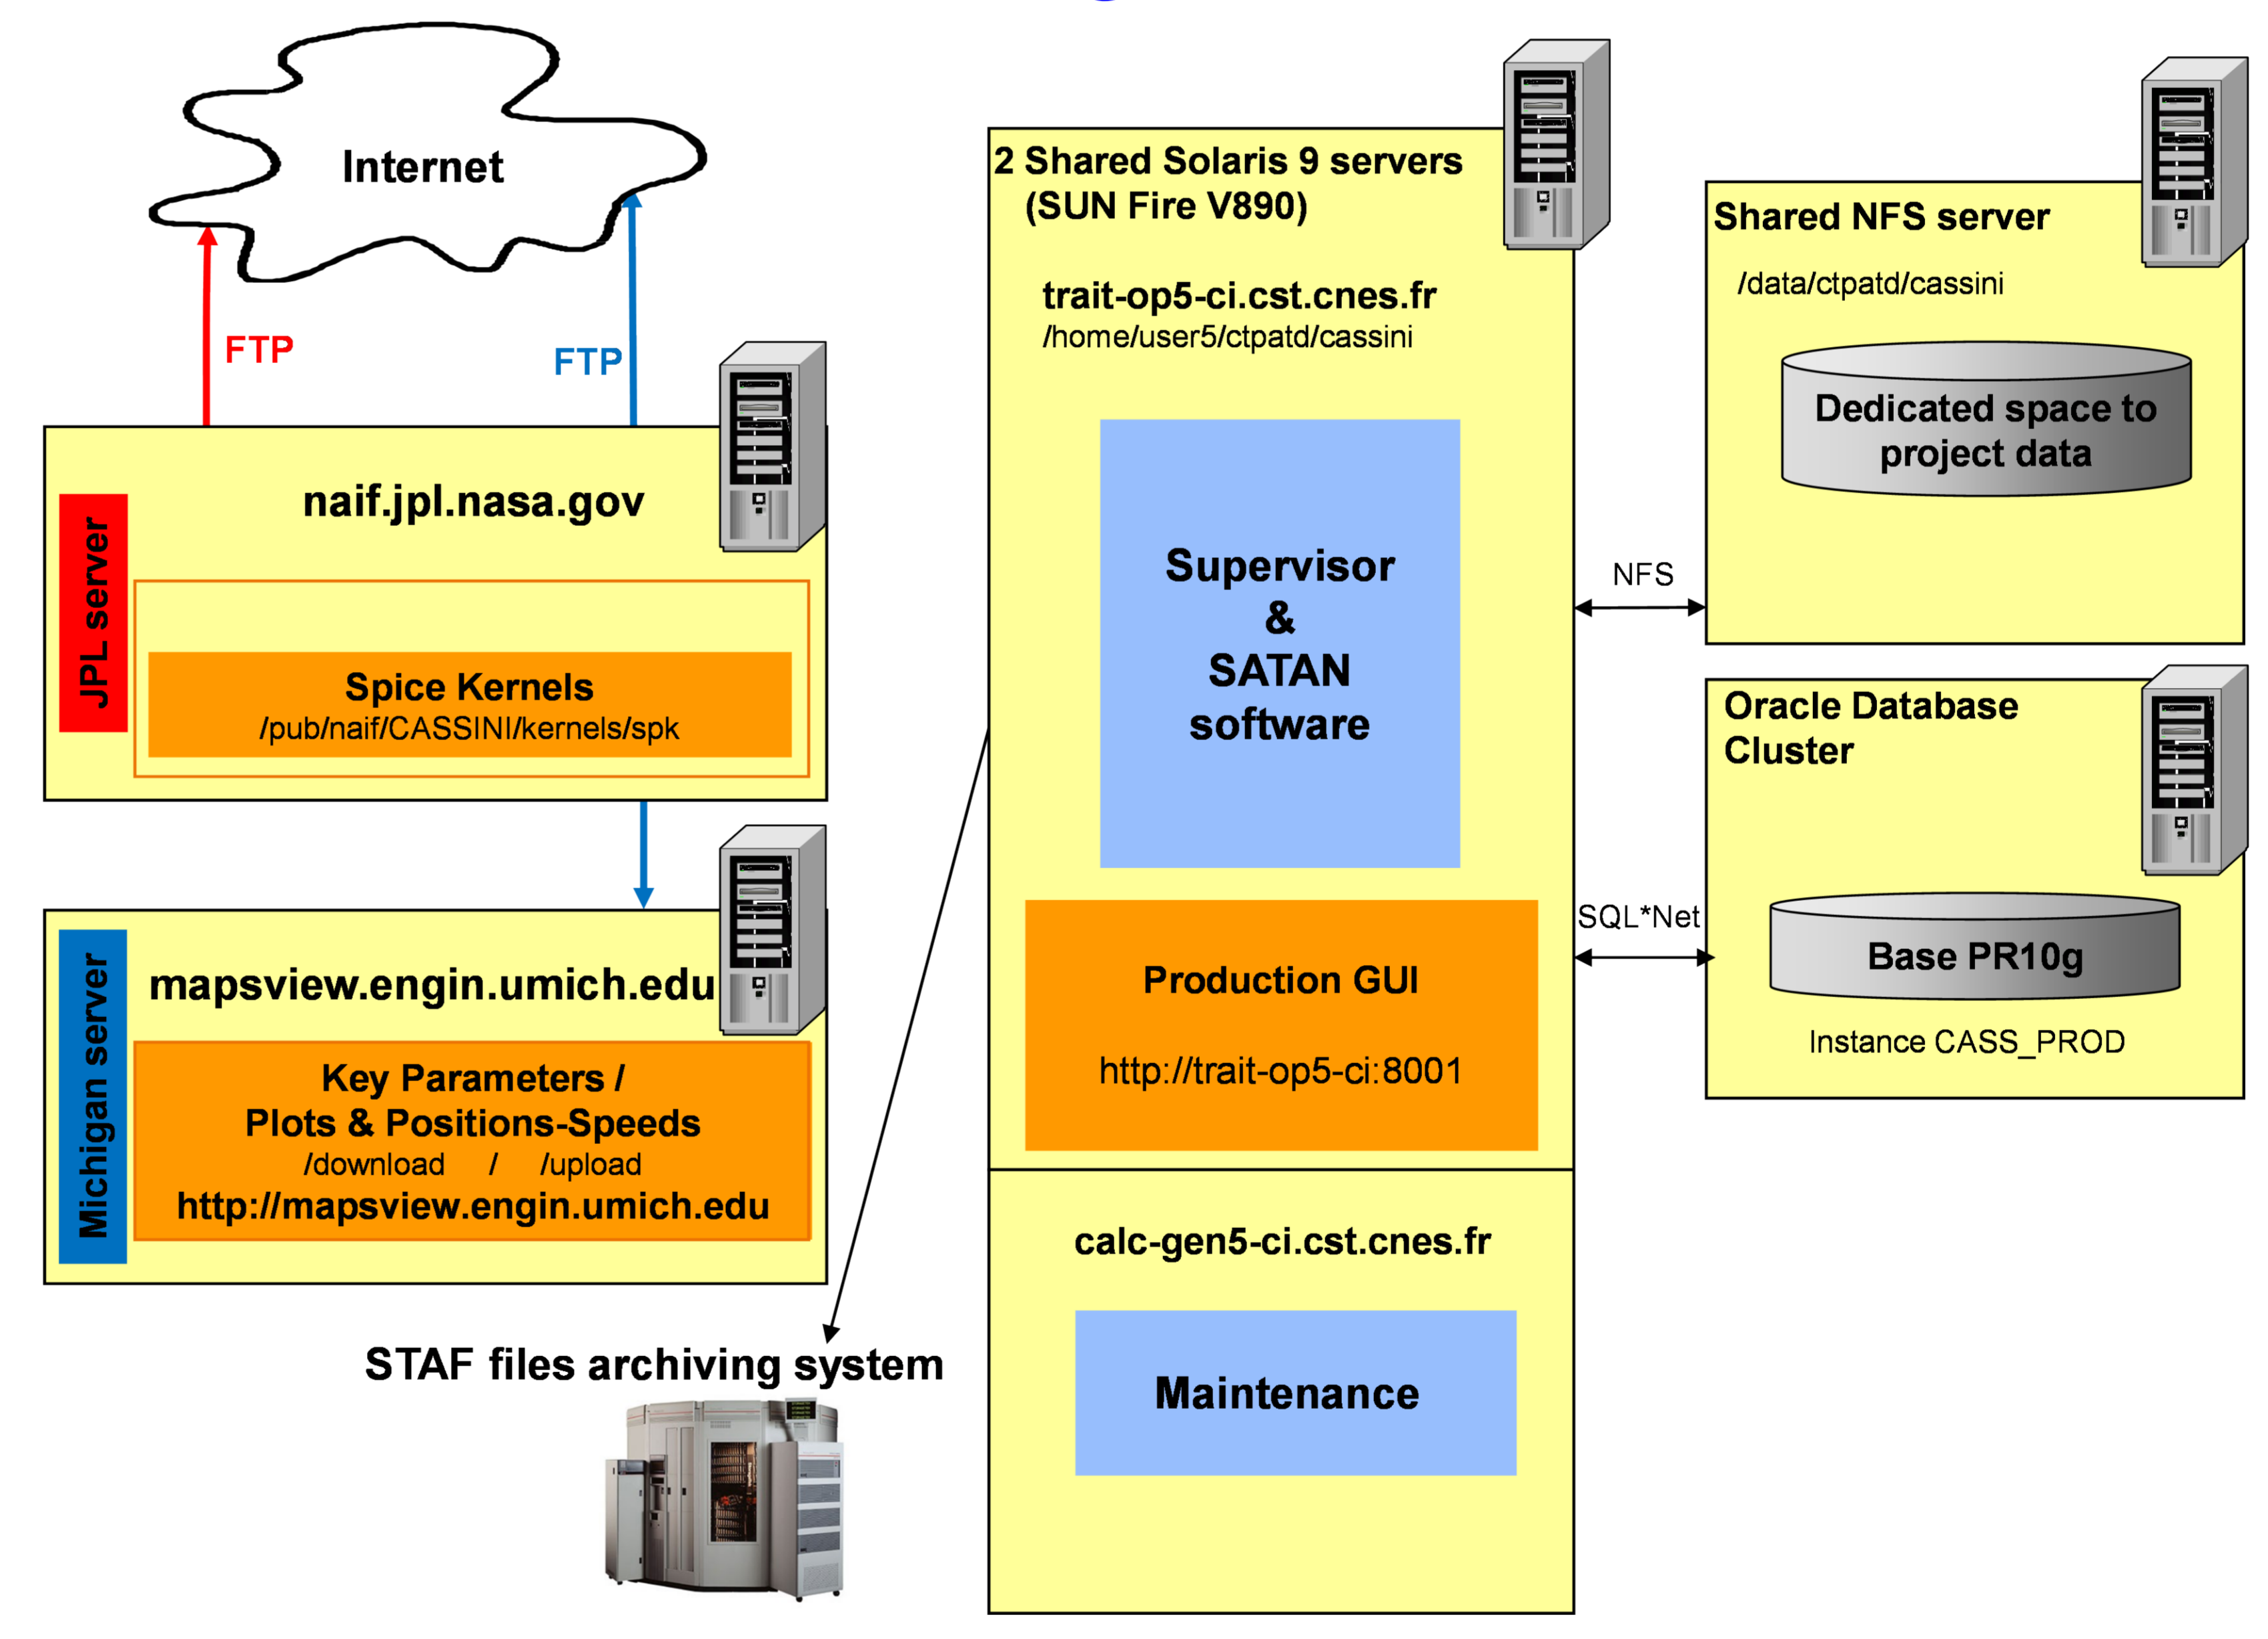 Internet
FTP
FTP
naif.jpl.nasa.gov
JPL server
Spice Kernels
/pub/naif/CASSINI/kernels/spk
mapsview.engin.umich.edu
Michigan server
Key Parameters /
Plots & Positions-Speeds
/download / /upload
http://mapsview.engin.umich.edu
STAF files archiving system
2 Shared Solaris 9 servers
(SUN Fire V890)
trait-op5-ci.cst.cnes.fr
/home/user5/ctpatd/cassini
Supervisor
&
SATAN
software
Production GUI
http://trait-op5-ci:8001
calc-gen5-ci.cst.cnes.fr
Maintenance
NFS
SQL*Net
Shared NFS server
/data/ctpatd/cassini
Dedicated space to
project data
Oracle Database
Cluster
Base PR10g
Instance CASS_PROD